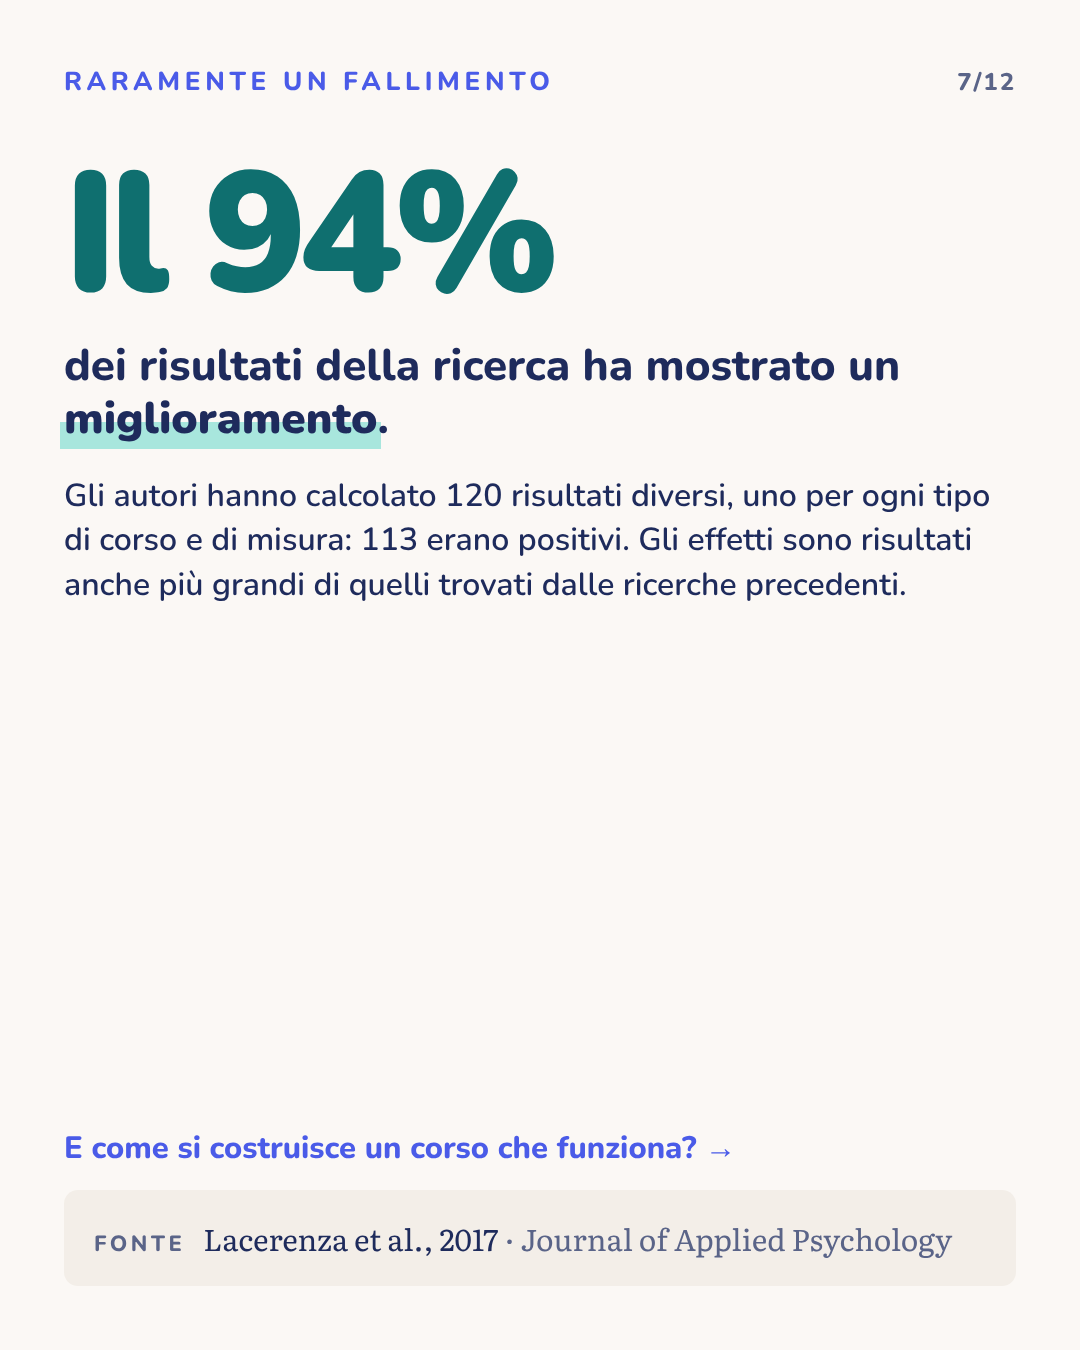 RARAMENTE UN FALLIMENTO
7/12
Il 94%
dei risultati della ricerca ha mostrato un
miglioramento.
Gli autori hanno calcolato 120 risultati diversi, uno per ogni tipo
di corso e di misura: 113 erano positivi. Gli effetti sono risultati
anche più grandi di quelli trovati dalle ricerche precedenti.
E come si costruisce un corso che funziona? →
FONTE Lacerenza et al., 2017 · Journal of Applied Psychology